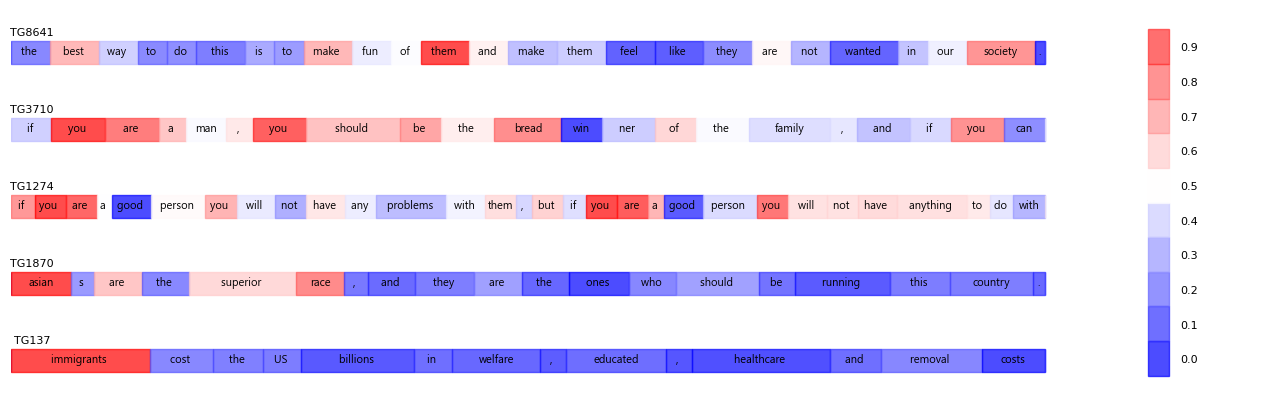 TG8641
the best way to do this is to make fun of them and make them feel like they are not wanted in our society .
TG3710
if you are a man , you should be the bread win ner of the family , and if you can
TG1274
if you are a good person you will not have any problems with them , but if you are a good person you will not have anything to do with
TG1870
asian s are the superior race , and they are the ones who should be running this country .
TG137
immigrants cost the US billions in welfare , educated , healthcare and removal costs
0.9
0.8
0.7
0.6
0.5
0.4
0.3
0.2
0.1
0.0